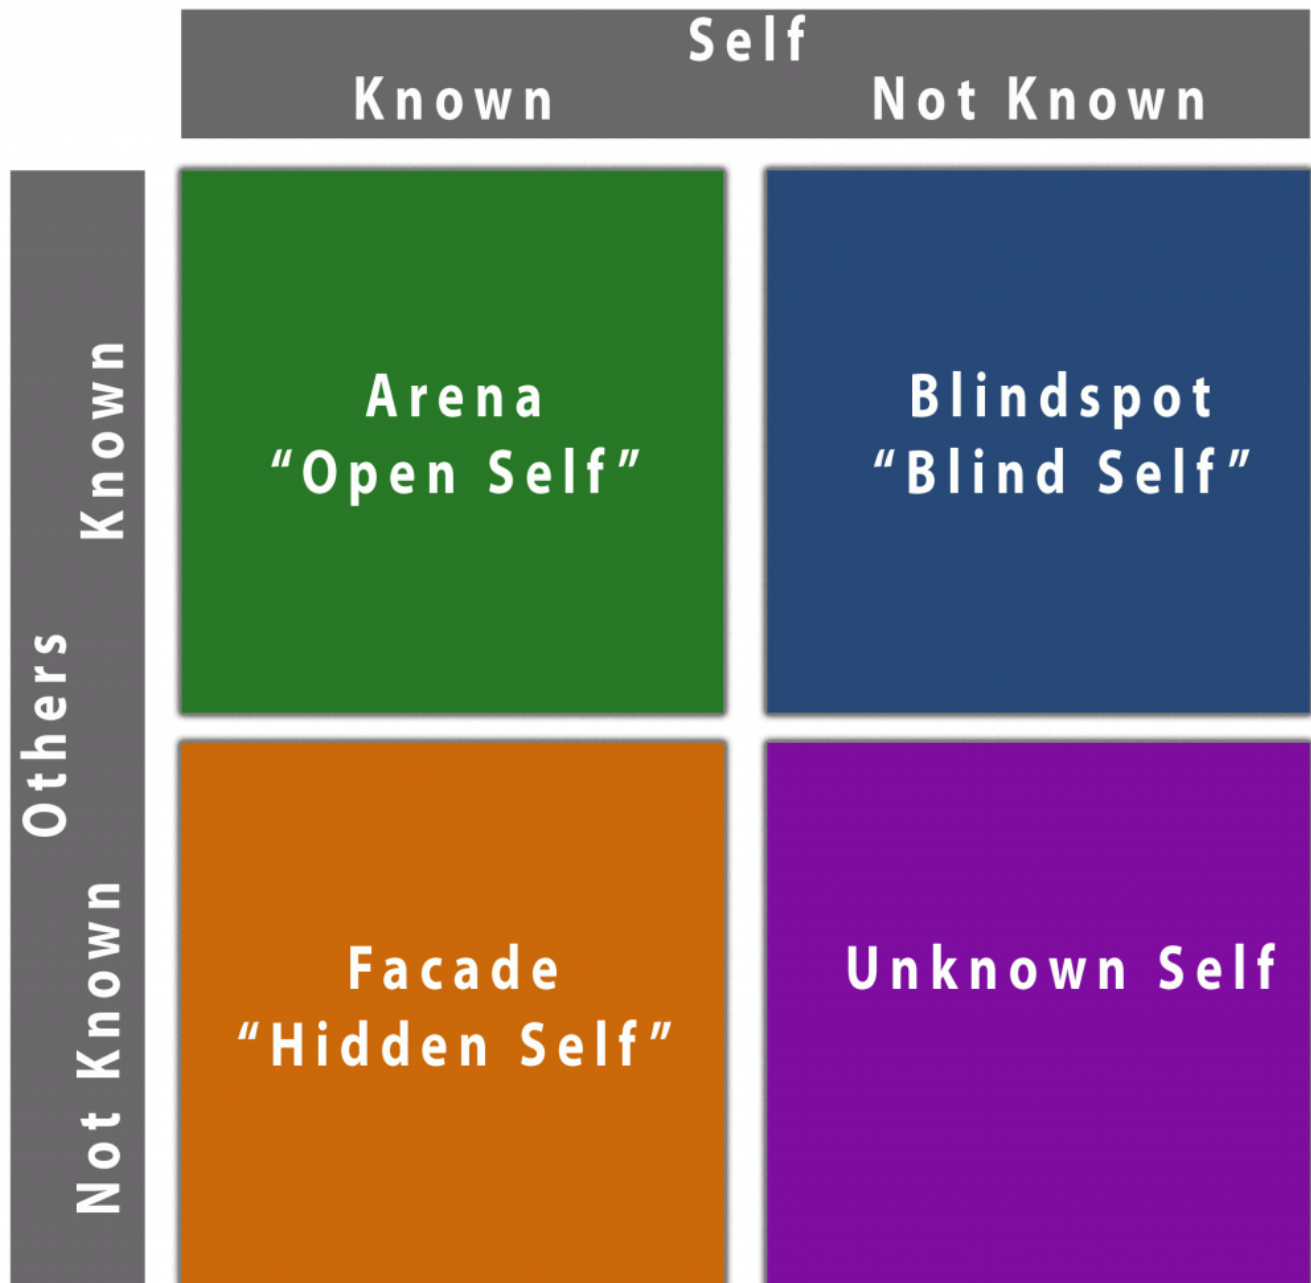 Self
Known Not Known
Known
Others
Not Known
Arena
“Open Self”
Blindspot
“Blind Self”
Facade
“Hidden Self”
Unknown Self